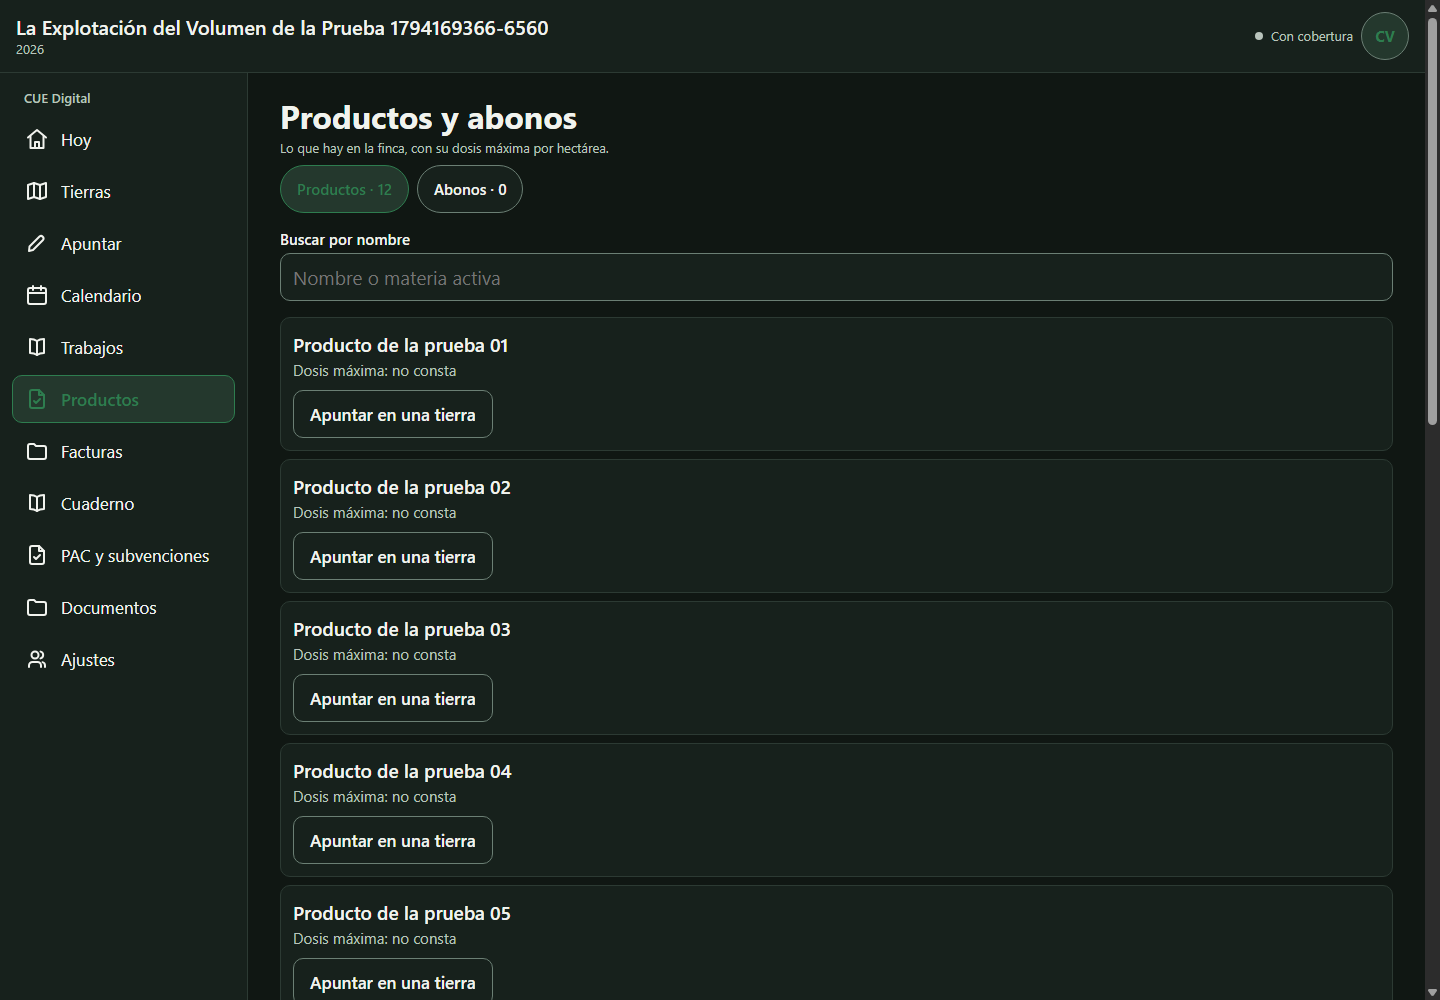 La Explotación del Volumen de la Prueba 1794169366-6560
2026
Con cobertura
CV
CUE Digital
Hoy
Tierras
Apuntar
Calendario
Trabajos
Productos
Facturas
Cuaderno
PAC y subvenciones
Documentos
Ajustes
Productos y abonos
Lo que hay en la finca, con su dosis máxima por hectárea.
Productos · 12
Abonos · 0
Buscar por nombre
Nombre o materia activa
Producto de la prueba 01
Dosis máxima: no consta
Apuntar en una tierra
Producto de la prueba 02
Dosis máxima: no consta
Apuntar en una tierra
Producto de la prueba 03
Dosis máxima: no consta
Apuntar en una tierra
Producto de la prueba 04
Dosis máxima: no consta
Apuntar en una tierra
Producto de la prueba 05
Dosis máxima: no consta
Apuntar en una tierra